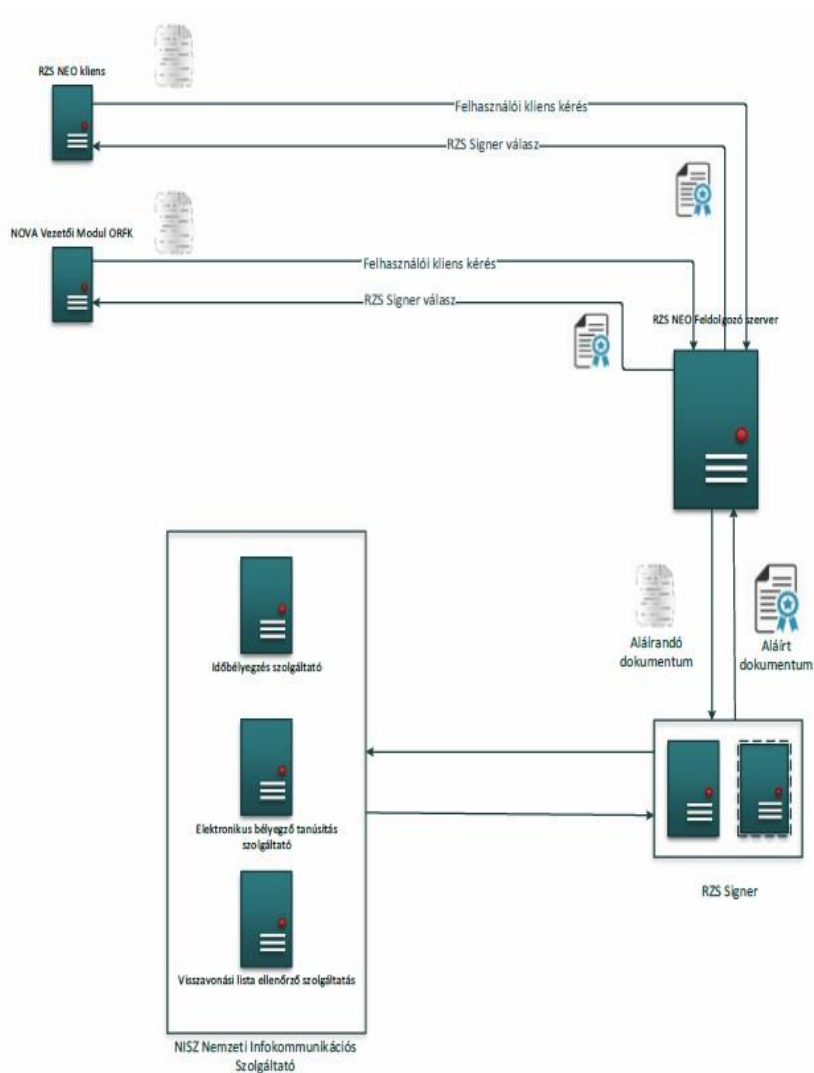 RZS NEO kliens
Felhasználói kliens kérés
RZS Signer válasz
NOVA Vezetői Modul ORFK
Felhasználói kliens kérés
RZS Signer válasz
RZS NEO Feldolgozó szerver
Aláírandó
dokumentum
Aláírt
dokumentum
Időbélyegzés szolgáltató
Elektronikus bélyegző tanúsítás
szolgáltató
Visszavonási lista ellenőrző szolgáltatás
RZS Signer
NISZ Nemzeti Infokommunikációs
Szolgáltató